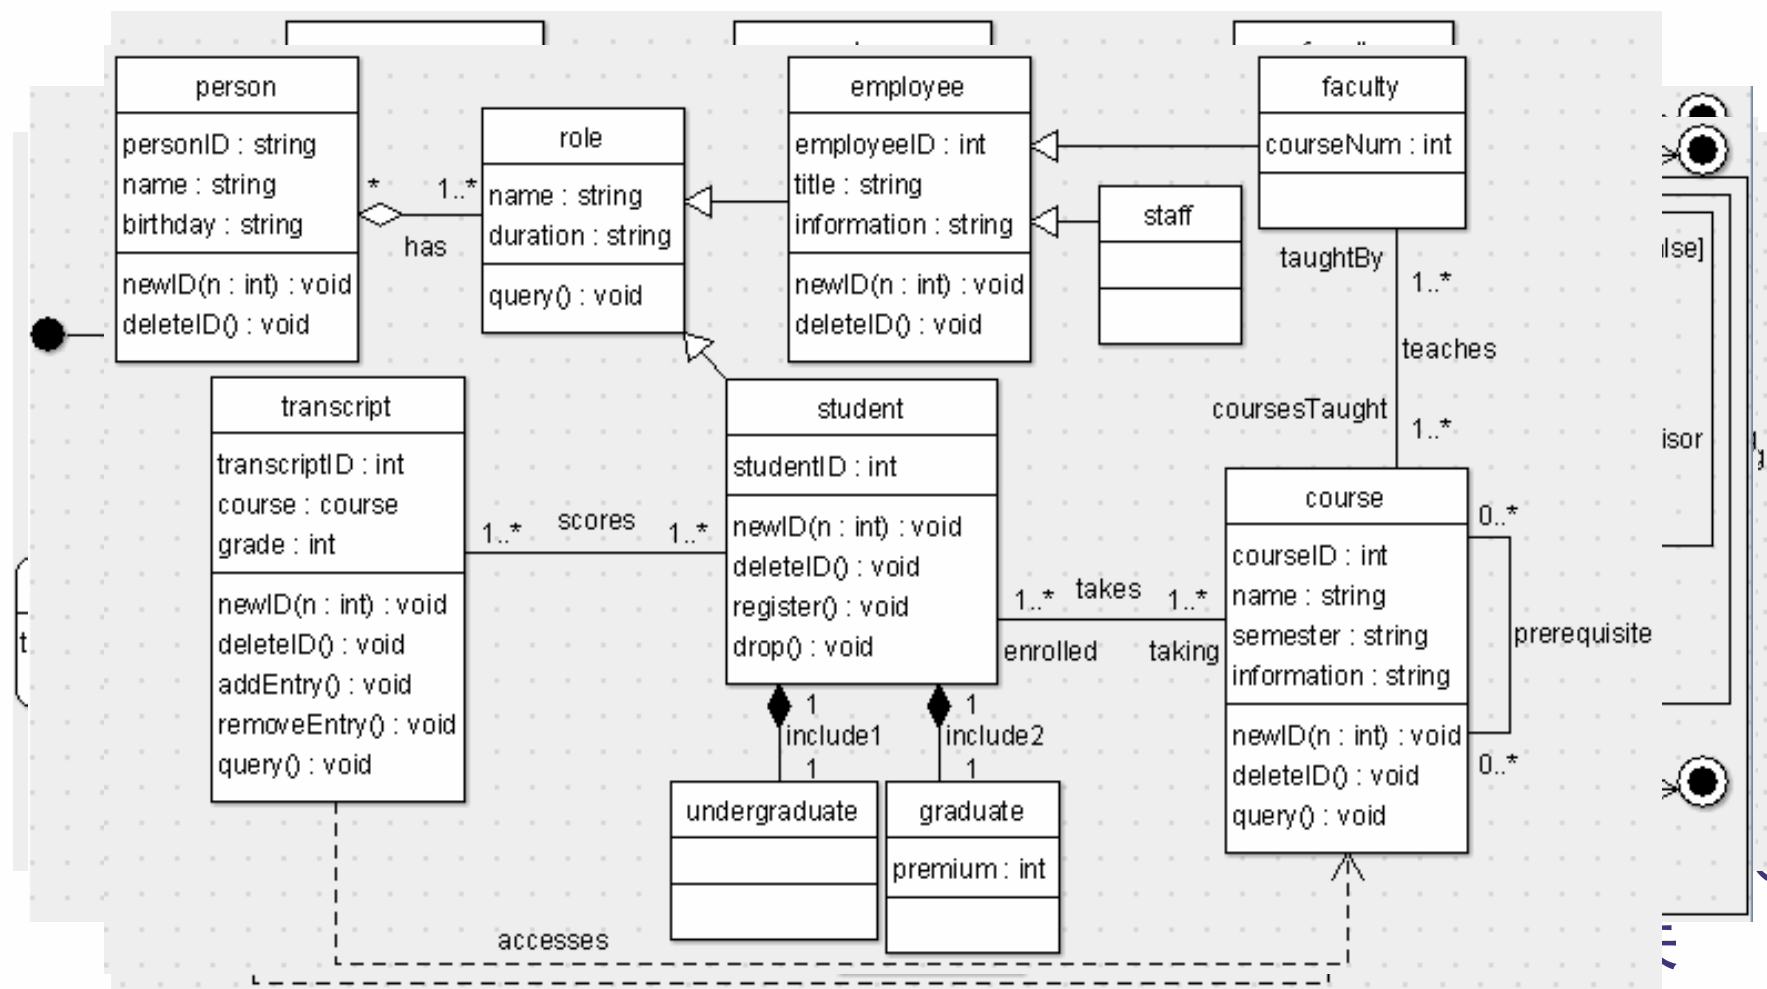 person
personID : string
name : string
birthday : string
newID(n : int) : void
deleteID() : void
* 1..*
has
role
name : string
duration : string
query() : void
employee
employeeID : int
title : string
information : string
newID(n : int) : void
deleteID() : void
faculty
courseNum : int
staff
taughtBy
1..*
teaches
coursesTaught
1..*
transcript
transcriptID : int
course : course
grade : int
newID(n : int) : void
deleteID() : void
addEntry() : void
removeEntry() : void
query() : void
1..* scores 1..*
student
studentID : int
newID(n : int) : void
deleteID() : void
register() : void
drop() : void
1..* takes 1..*
enrolled taking
course
courseID : int
name : string
semester : string
information : string
newID(n : int) : void
deleteID() : void
query() : void
0..*
prerequisite
0..*
1
include1
1
1
include2
1
undergraduate
graduate
premium : int
accesses